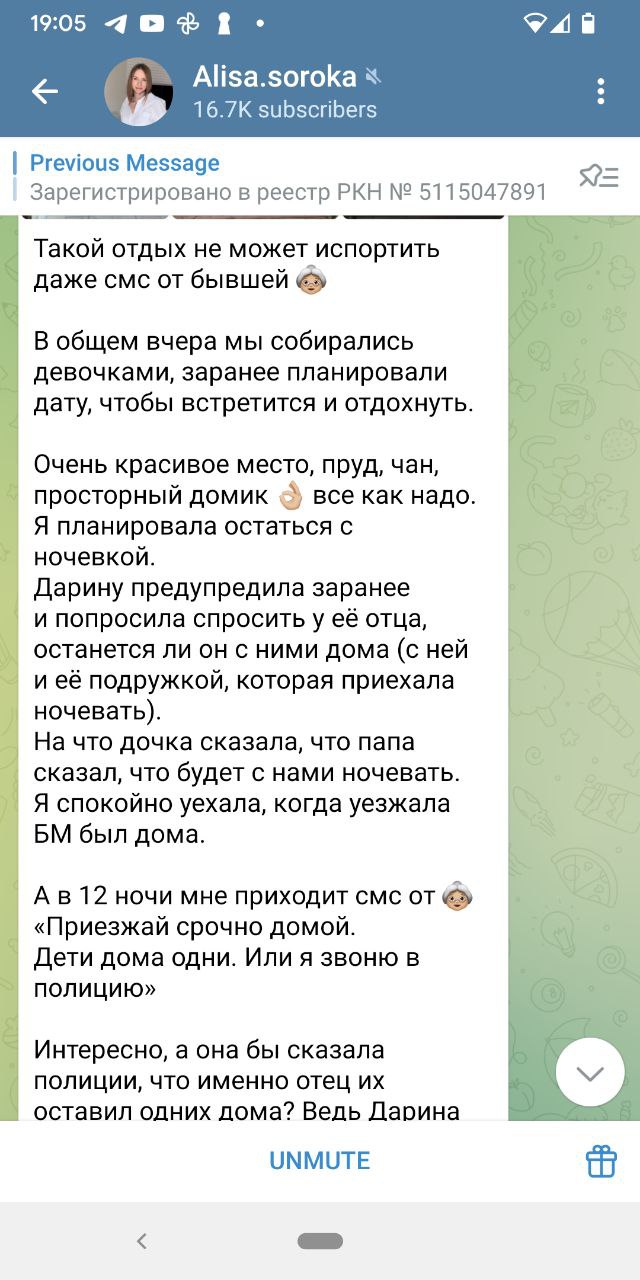 19:05
Alisa.soroka
16.7K subscribers
Previous Message
Зарегистрировано в реестр РКН № 5115047891
Такой отдых не может испортить
даже смс от бывшей 👵🏼
В общем вчера мы собирались
девочками, заранее планировали
дату, чтобы встретится и отдохнуть.
Очень красивое место, пруд, чан,
просторный домик 👌🏼 все как надо.
Я планировала остаться с
ночевкой.
Дарину предупредила заранее
и попросила спросить у её отца,
останется ли он с ними дома (с ней
и её подружкой, которая приехала
ночевать).
На что дочка сказала, что папа
сказал, что будет с нами ночевать.
Я спокойно уехала, когда уезжала
БМ был дома.
А в 12 ночи мне приходит смс от 👵🏼
«Приезжай срочно домой.
Дети дома одни. Или я звоню в
полицию»
Интересно, а она бы сказала
полиции, что именно отец их
оставил одних дома? Ведь Дарина
UNMUTE